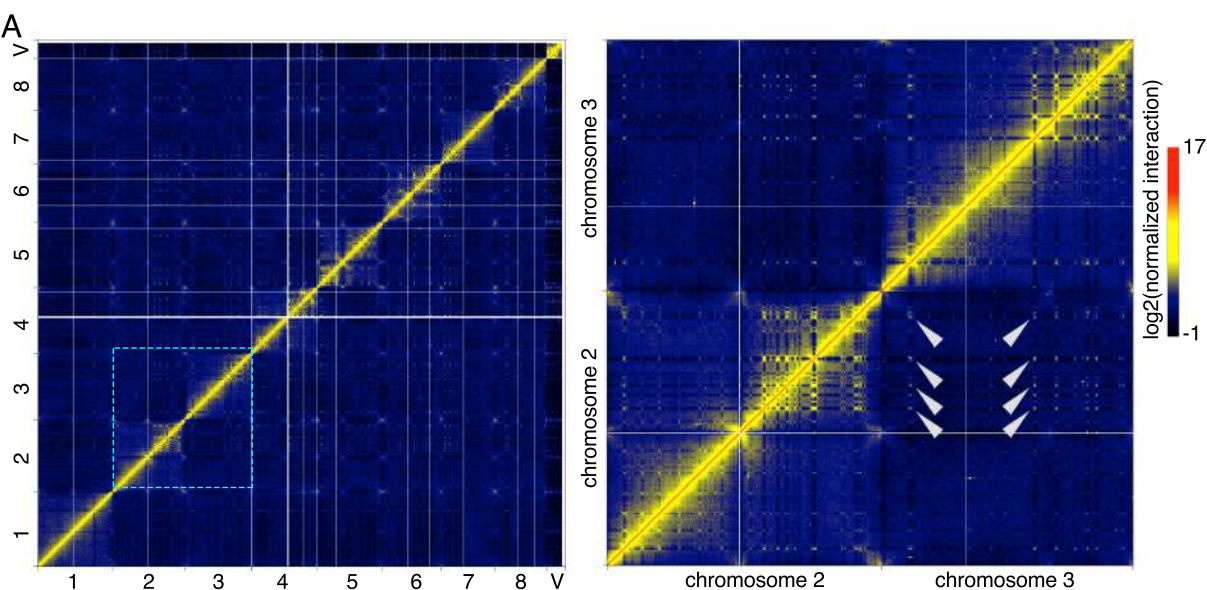 A
V
8
7
6
5
4
3
2
1
1 2 3 4 5 6 7 8 V
chromosome 3
chromosome 2
chromosome 2 chromosome 3
log2(normalized interaction)
17
-1